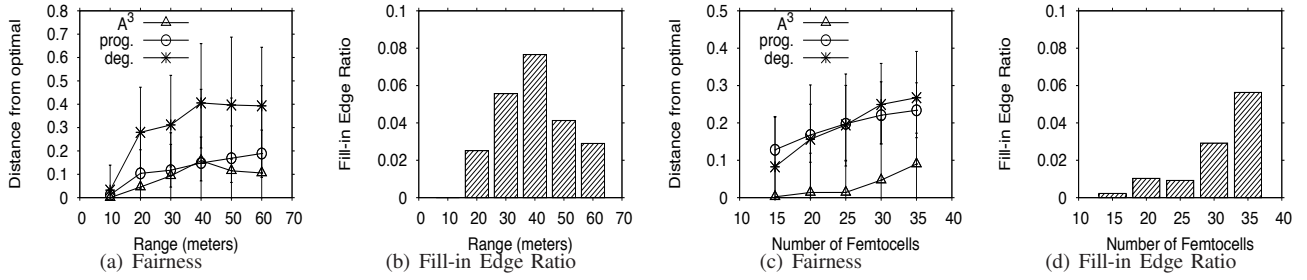 Distance from optimal
0.8
0.7
0.6
0.5
0.4
0.3
0.2
0.1
0
A3
prog.
deg.
0 10 20 30 40 50 60 70
Range (meters)
(a) Fairness
Fill-in Edge Ratio
0.1
0.08
0.06
0.04
0.02
0
0 10 20 30 40 50 60 70
Range (meters)
(b) Fill-in Edge Ratio
Distance from optimal
0.5
0.4
0.3
0.2
0.1
0
A3
prog.
deg.
10 15 20 25 30 35 40
Number of Femtocells
(c) Fairness
Fill-in Edge Ratio
0.1
0.08
0.06
0.04
0.02
0
10 15 20 25 30 35 40
Number of Femtocells
(d) Fill-in Edge Ratio